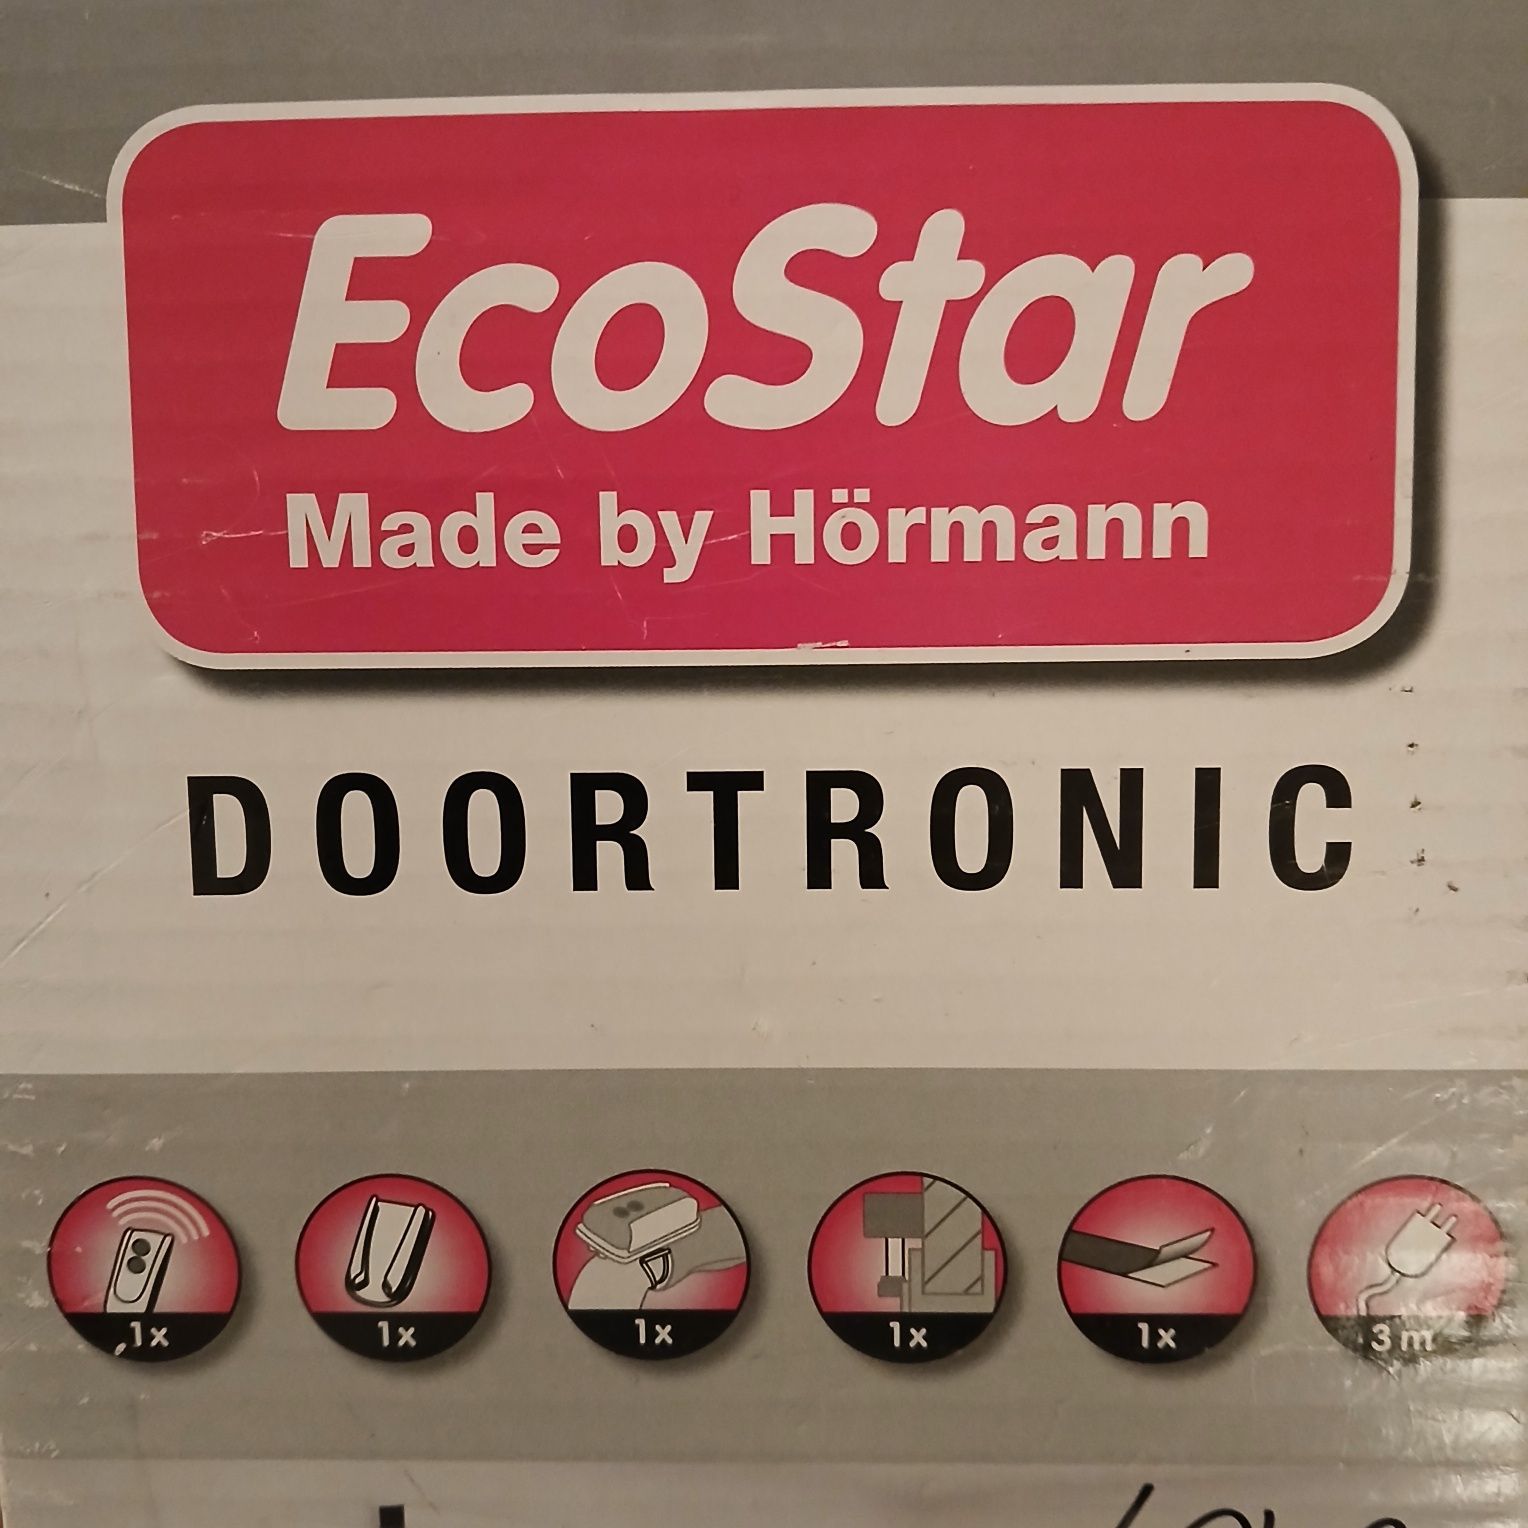 EcoStar
Made by Hörmann
DOORTRONIC
1x
1x
1x
1x
1x
3 m